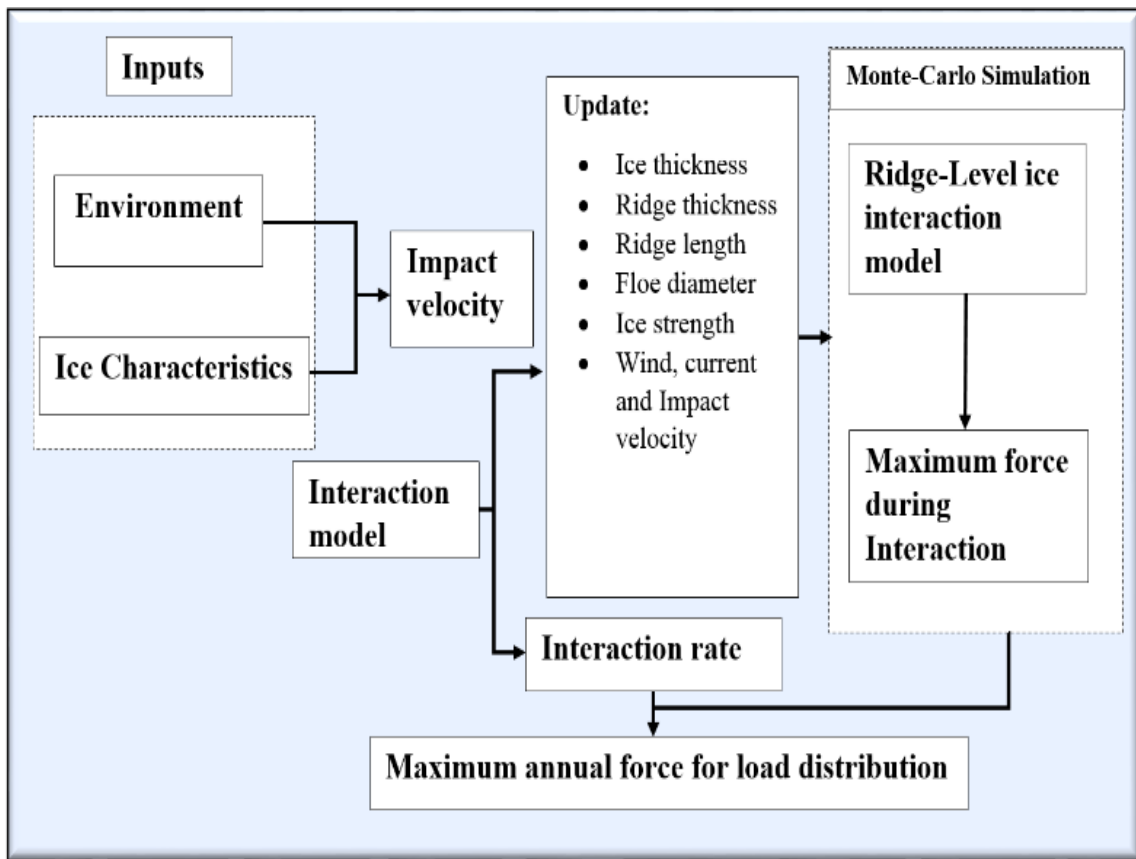 Inputs
Environment
Ice Characteristics
Impact
velocity
Interaction
model
Update:
• Ice thickness
• Ridge thickness
• Ridge length
• Floe diameter
• Ice strength
• Wind, current
and Impact
velocity
Monte-Carlo Simulation
Ridge-Level ice
interaction
model
Maximum force
during
Interaction
Interaction rate
Maximum annual force for load distribution